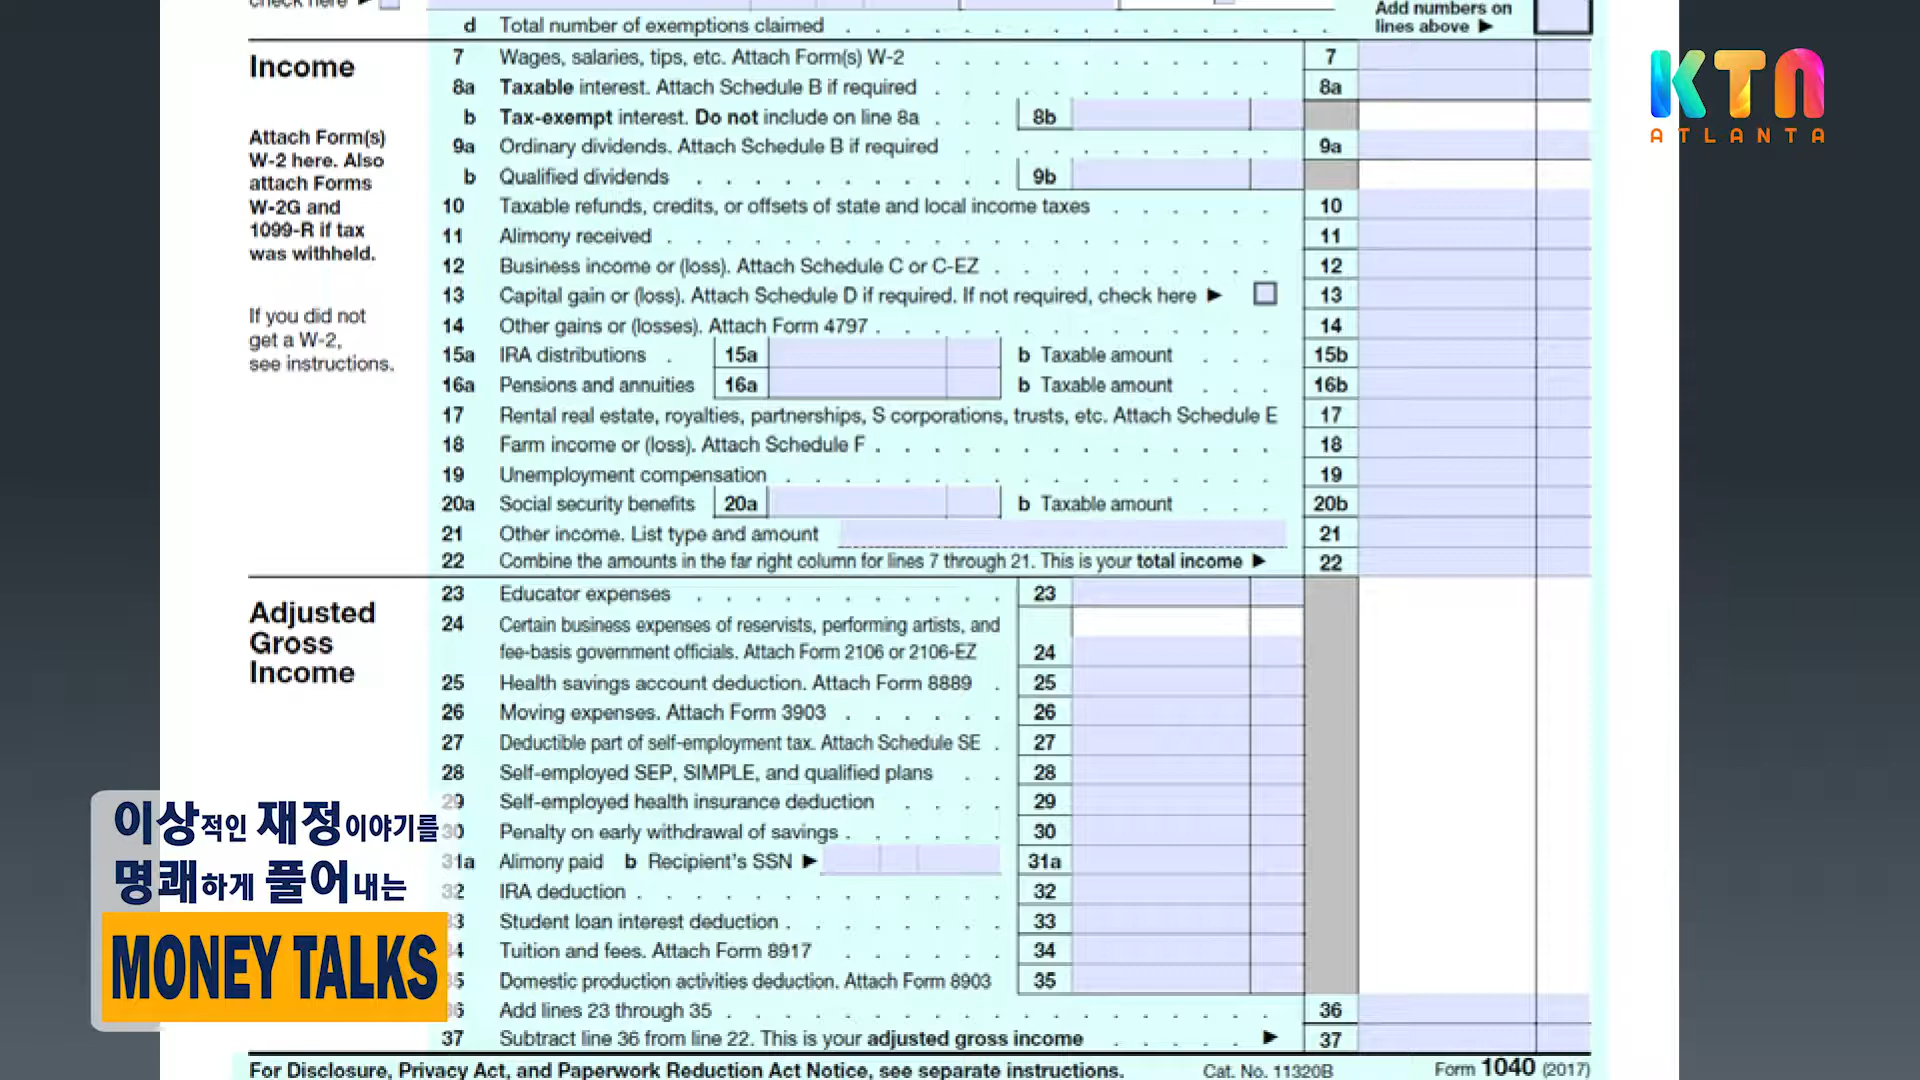 check here ►
Add numbers on
lines above ►
d Total number of exemptions claimed
Income
7 Wages, salaries, tips, etc. Attach Form(s) W-2 7
8a Taxable interest. Attach Schedule B if required 8a
b Tax-exempt interest. Do not include on line 8a 8b
9a Ordinary dividends. Attach Schedule B if required 9a
b Qualified dividends 9b
Attach Form(s)
W-2 here. Also
attach Forms
W-2G and
1099-R if tax
was withheld.
If you did not
get a W-2,
see instructions.
10 Taxable refunds, credits, or offsets of state and local income taxes 10
11 Alimony received 11
12 Business income or (loss). Attach Schedule C or C-EZ 12
13 Capital gain or (loss). Attach Schedule D if required. If not required, check here ► 13
14 Other gains or (losses). Attach Form 4797 14
15a IRA distributions 15a b Taxable amount 15b
16a Pensions and annuities 16a b Taxable amount 16b
17 Rental real estate, royalties, partnerships, S corporations, trusts, etc. Attach Schedule E 17
18 Farm income or (loss). Attach Schedule F 18
19 Unemployment compensation 19
20a Social security benefits 20a b Taxable amount 20b
21 Other income. List type and amount 21
22 Combine the amounts in the far right column for lines 7 through 21. This is your total income ► 22
Adjusted
Gross
Income
23 Educator expenses 23
24 Certain business expenses of reservists, performing artists, and
fee-basis government officials. Attach Form 2106 or 2106-EZ 24
25 Health savings account deduction. Attach Form 8889 25
26 Moving expenses. Attach Form 3903 26
27 Deductible part of self-employment tax. Attach Schedule SE 27
28 Self-employed SEP, SIMPLE, and qualified plans 28
29 Self-employed health insurance deduction 29
30 Penalty on early withdrawal of savings 30
31a Alimony paid b Recipient's SSN ► 31a
32 IRA deduction 32
33 Student loan interest deduction 33
34 Tuition and fees. Attach Form 8917 34
35 Domestic production activities deduction. Attach Form 8903 35
36 Add lines 23 through 35 36
37 Subtract line 36 from line 22. This is your adjusted gross income ► 37
For Disclosure, Privacy Act, and Paperwork Reduction Act Notice, see separate instructions. Cat. No. 11320B Form 1040 (2017)
KTN
ATLANTA
이상적인 재정이야기를
명쾌하게 풀어내는
MONEY TALKS